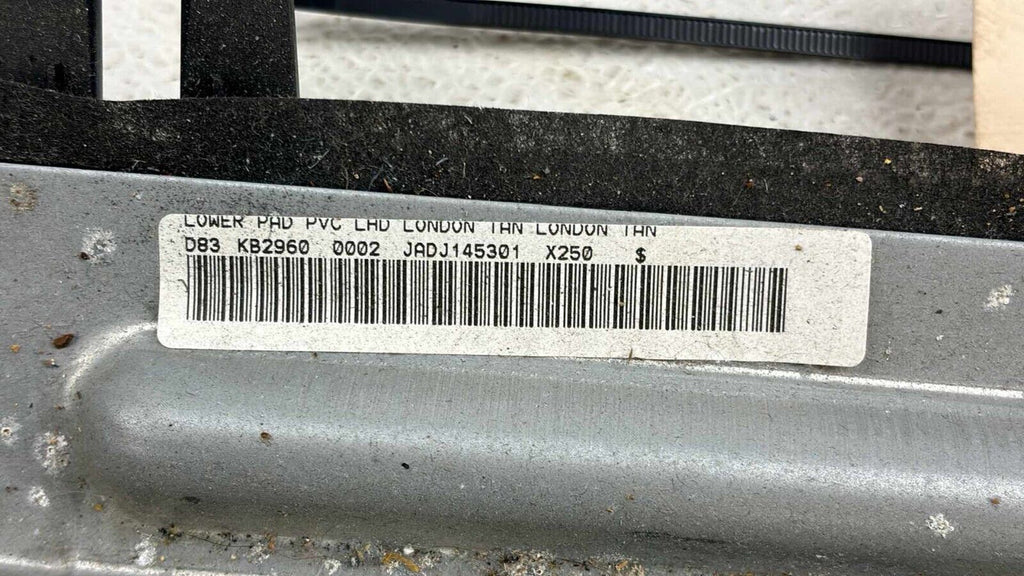 LOWER PAD PVC LHD LONDON TAN LONDON TAN
D83 KB2960 0002 JADJ145301 X250 $